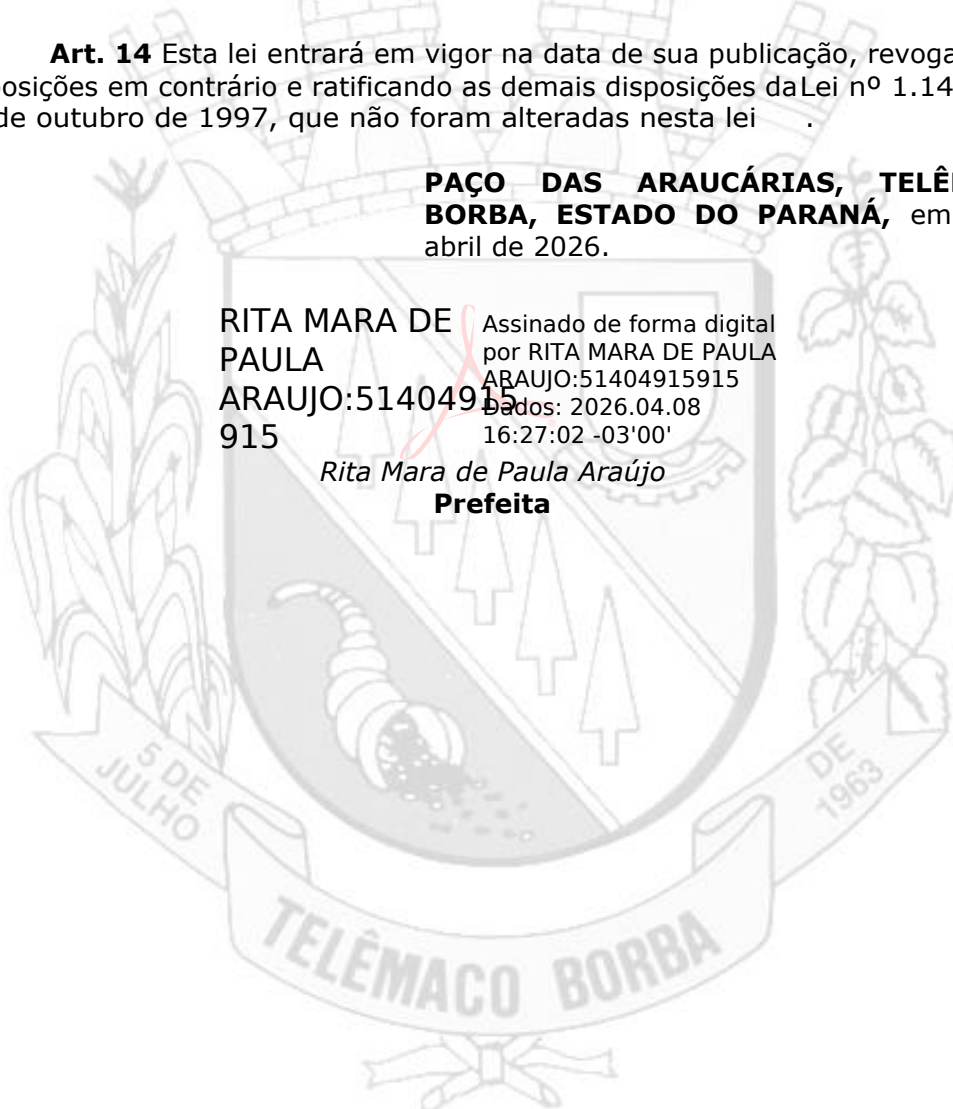 Art. 14 Esta lei entrará em vigor na data de sua publicação, revoga
posições em contrário e ratificando as demais disposições daLei nº 1.14
de outubro de 1997, que não foram alteradas nesta lei .
PAÇO DAS ARAUCÁRIAS, TELÊ
BORBA, ESTADO DO PARANÁ, em
abril de 2026.
RITA MARA DE
PAULA
ARAUJO:51404915
915
Assinado de forma digital
por RITA MARA DE PAULA
ARAUJO:51404915915
Dados: 2026.04.08
16:27:02 -03'00'
Rita Mara de Paula Araújo
Prefeita
5 DE
JULHO
DE
1963
TELÊMACO BORBA